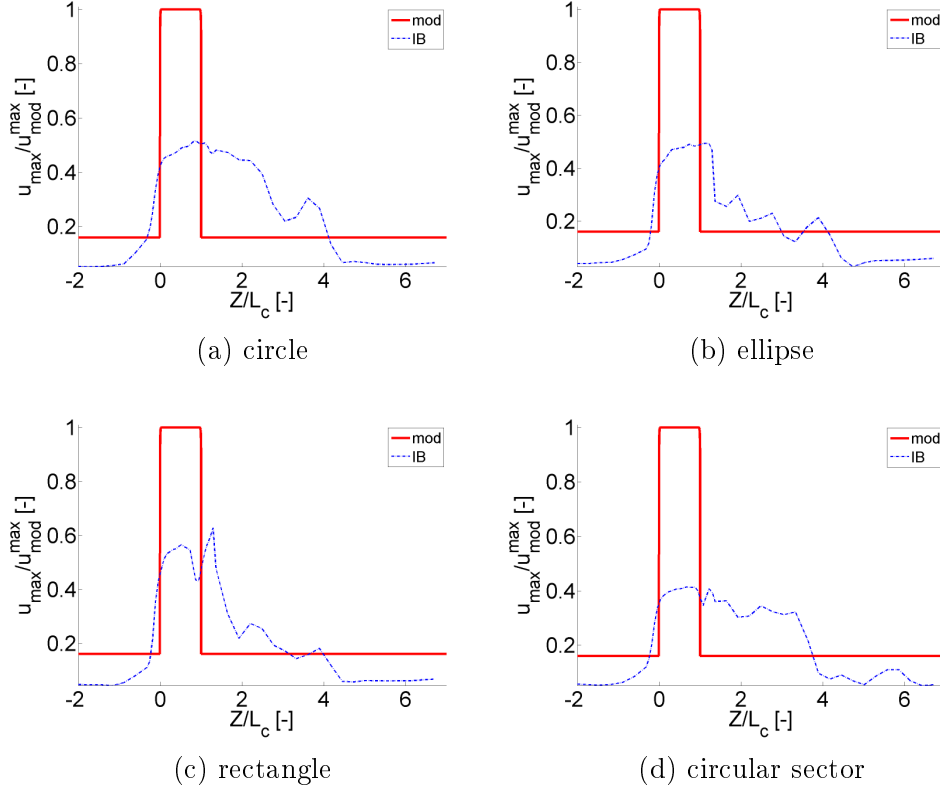 1
0.8
0.6
0.4
0.2
-2 0 2 4 6
u_max/u_mod^max [-]
Z/L_c [-]
mod
IB
(a) circle
1
0.8
0.6
0.4
0.2
-2 0 2 4 6
u_max/u_mod^max [-]
Z/L_c [-]
mod
IB
(b) ellipse
1
0.8
0.6
0.4
0.2
-2 0 2 4 6
u_max/u_mod^max [-]
Z/L_c [-]
mod
IB
(c) rectangle
1
0.8
0.6
0.4
0.2
-2 0 2 4 6
u_max/u_mod^max [-]
Z/L_c [-]
mod
IB
(d) circular sector